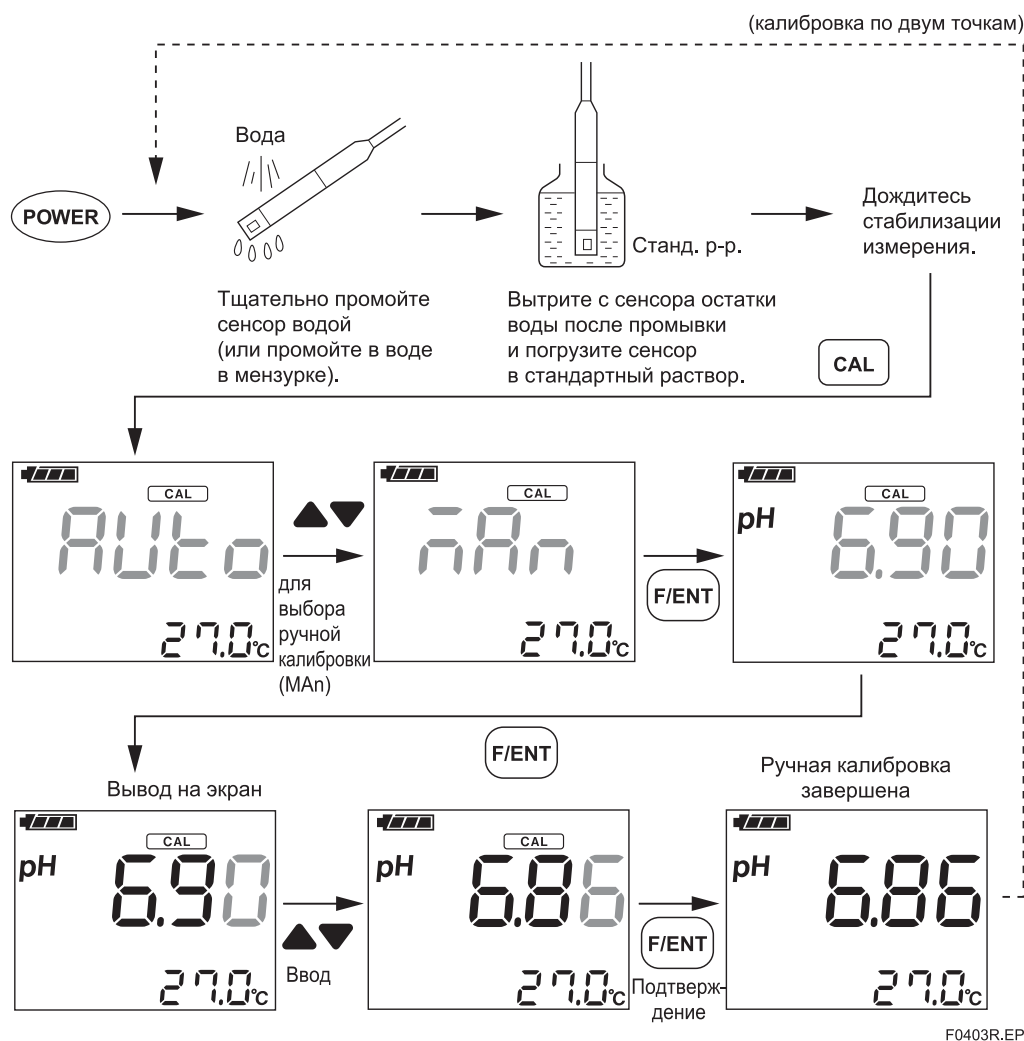 (калибровка по двум точкам)
Вода
POWER
Станд. р-р.
Дождитесь
стабилизации
измерения.
Тщательно промойте
сенсор водой
(или промойте в воде
в мензурке).
Вытрите с сенсора остатки
воды после промывки
и погрузите сенсор
в стандартный раствор.
CAL
CAL
AUto
27.0°C
для
выбора
ручной
калибровки
(MAn)
CAL
mAn
27.0°C
F/ENT
CAL
pH
6.90
27.0°C
F/ENT
Вывод на экран
CAL
pH
6.90
27.0°C
Ввод
CAL
pH
6.86
27.0°C
F/ENT
Подтверж-
дение
Ручная калибровка
завершена
pH
6.86
27.0°C
F0403R.EP